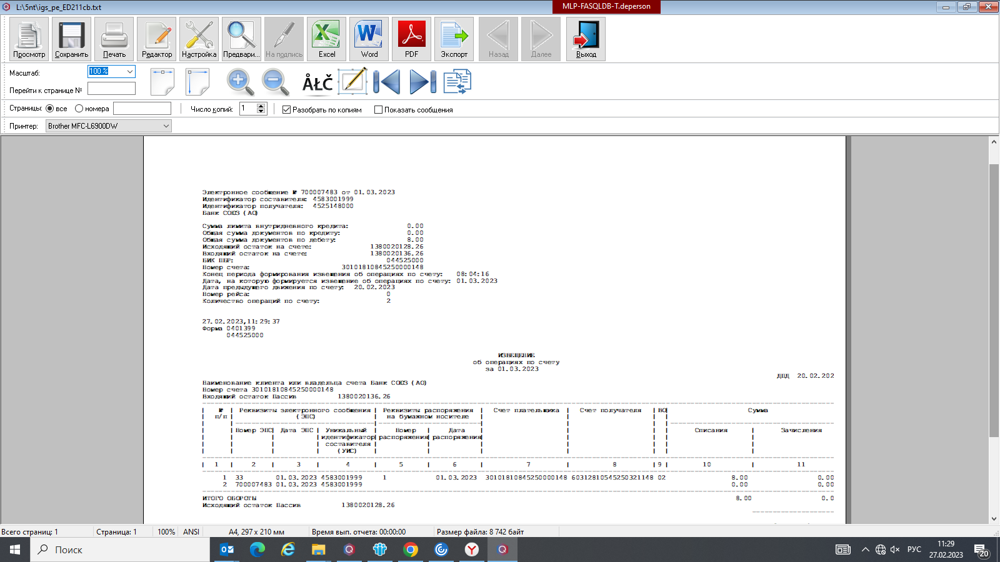 L:\5nt\igs_pe_ED211cb.txt
MLP-FASQLDB-T.deperson
Просмотр Сохранить Печать Редактор Настройка Предвари... На подпись Excel Word PDF Экспорт Назад Далее Выход
Масштаб: 100 %
Перейти к странице №
ÅŁČ
Страницы: все номера Число копий: 1 Разобрать по копиям Показать сообщения
Принтер: Brother MFC-L6900DW
Электронное сообщение № 700007483 от 01.03.2023
Идентификатор составителя: 4583001999
Идентификатор получателя: 4525148000
Банк СОЮЗ (АО)
Сумма лимита внутридневного кредита: 0.00
Общая сумма документов по кредиту: 0.00
Общая сумма документов по дебету: 8.00
Исходящий остаток на счете: 1380020128.26
Входящий остаток на счете: 1380020136.26
БИК ПБР: 044525000
Номер счета: 30101810845250000148
Конец периода формирования извещения об операциях по счету: 08:04:16
Дата, на которую формируется извещение об операциях по счету: 01.03.2023
Дата предыдущего движения по счету: 20.02.2023
Номер рейса: 0
Количество операций по счету: 2
27.02.2023,11:29:37
Форма 0401399
044525000
ИЗВЕЩЕНИЕ
об операциях по счету
за 01.03.2023
ДПД 20.02.202
Наименование клиента или владельца счета Банк СОЮЗ (АО)
Номер счета 30101810845250000148
Входящий остаток Пассив 1380020136.26
| № | Реквизиты электронного сообщения | Реквизиты распоряжения | Счет плательщика | Счет получателя |ВО| Сумма
| п/п | (ЭПС) | на бумажном носителе
| Номер ЭПС | Дата ЭПС | Уникальный | Номер | Дата | Списания | Зачисления
идентификатор распоряжения распоряжения
составителя
(УИС)
| 1 | 2 | 3 | 4 | 5 | 6 | 7 | 8 | 9 | 10 | 11
1 33 01.03.2023 4583001999 1 01.03.2023 30101810845250000148 60312810545250321148 02 8.00 0.00
2 700007483 01.03.2023 4583001999 0.00 0.00
ИТОГО ОБОРОТЫ 8.00 0.0
Исходящий остаток Пассив 1380020128.26
Всего страниц: 1 Страница: 1 100% ANSI A4, 297 x 210 мм Время вып. отчета: 00:00:00 Размер файла: 8 742 байт
Поиск
РУС
11:29
27.02.2023
20